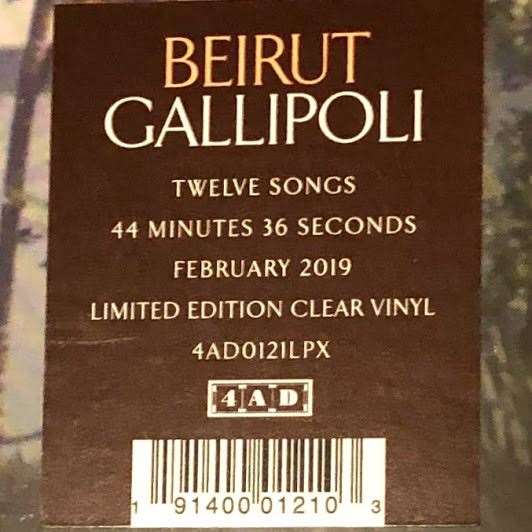 BEIRUT
GALLIPOLI
TWELVE SONGS
44 MINUTES 36 SECONDS
FEBRUARY 2019
LIMITED EDITION CLEAR VINYL
4AD0121LPX
4AD
1 91400 01210 3